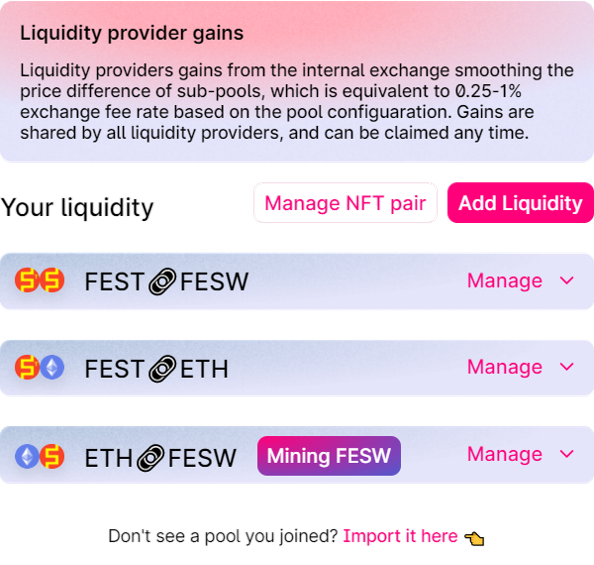 Liquidity provider gains
Liquidity providers gains from the internal exchange smoothing the
price difference of sub-pools, which is equivalent to 0.25-1%
exchange fee rate based on the pool configuaration. Gains are
shared by all liquidity providers, and can be claimed any time.
Your liquidity
Manage NFT pair
Add Liquidity
FEST FESW
Manage
FEST ETH
Manage
ETH FESW
Mining FESW
Manage
Don't see a pool you joined? Import it here 👈